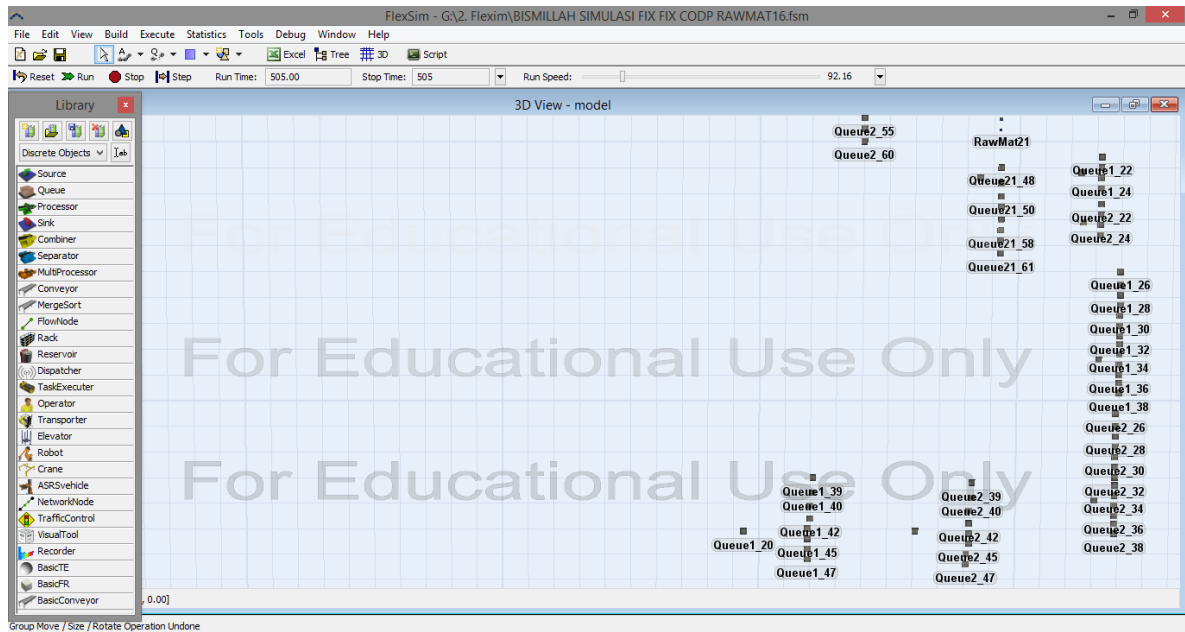 FlexSim - G:\2. Flexim\BISMILLAH SIMULASI FIX FIX CODP RAWMAT16.fsm
File Edit View Build Execute Statistics Tools Debug Window Help
Excel Tree 3D Script
Reset Run Stop Step Run Time: 505.00 Stop Time: 505 Run Speed: 92.16
Library
3D View - model
Discrete Objects
Source
Queue
Processor
Sink
Combiner
Separator
MultiProcessor
Conveyor
MergeSort
FlowNode
Rack
Reservoir
Dispatcher
TaskExecuter
Operator
Transporter
Elevator
Robot
Crane
ASRSvehicle
NetworkNode
TrafficControl
VisualTool
Recorder
BasicTE
BasicFR
BasicConveyor
Queue2_55
Queue2_60
RawMat21
Queue21_48
Queue21_50
Queue21_58
Queue21_61
Queue1_22
Queue1_24
Queue2_22
Queue2_24
Queue1_26
Queue1_28
Queue1_30
Queue1_32
Queue1_34
Queue1_36
Queue1_38
Queue2_26
Queue2_28
Queue2_30
Queue2_32
Queue2_34
Queue2_36
Queue2_38
Queue1_39
Queue1_40
Queue1_42
Queue1_20
Queue1_45
Queue1_47
Queue2_39
Queue2_40
Queue2_42
Queue2_45
Queue2_47
For Educational Use Only
For Educational Use Only
For Educational Use Only
, 0.00]
Group Move / Size / Rotate Operation Undone